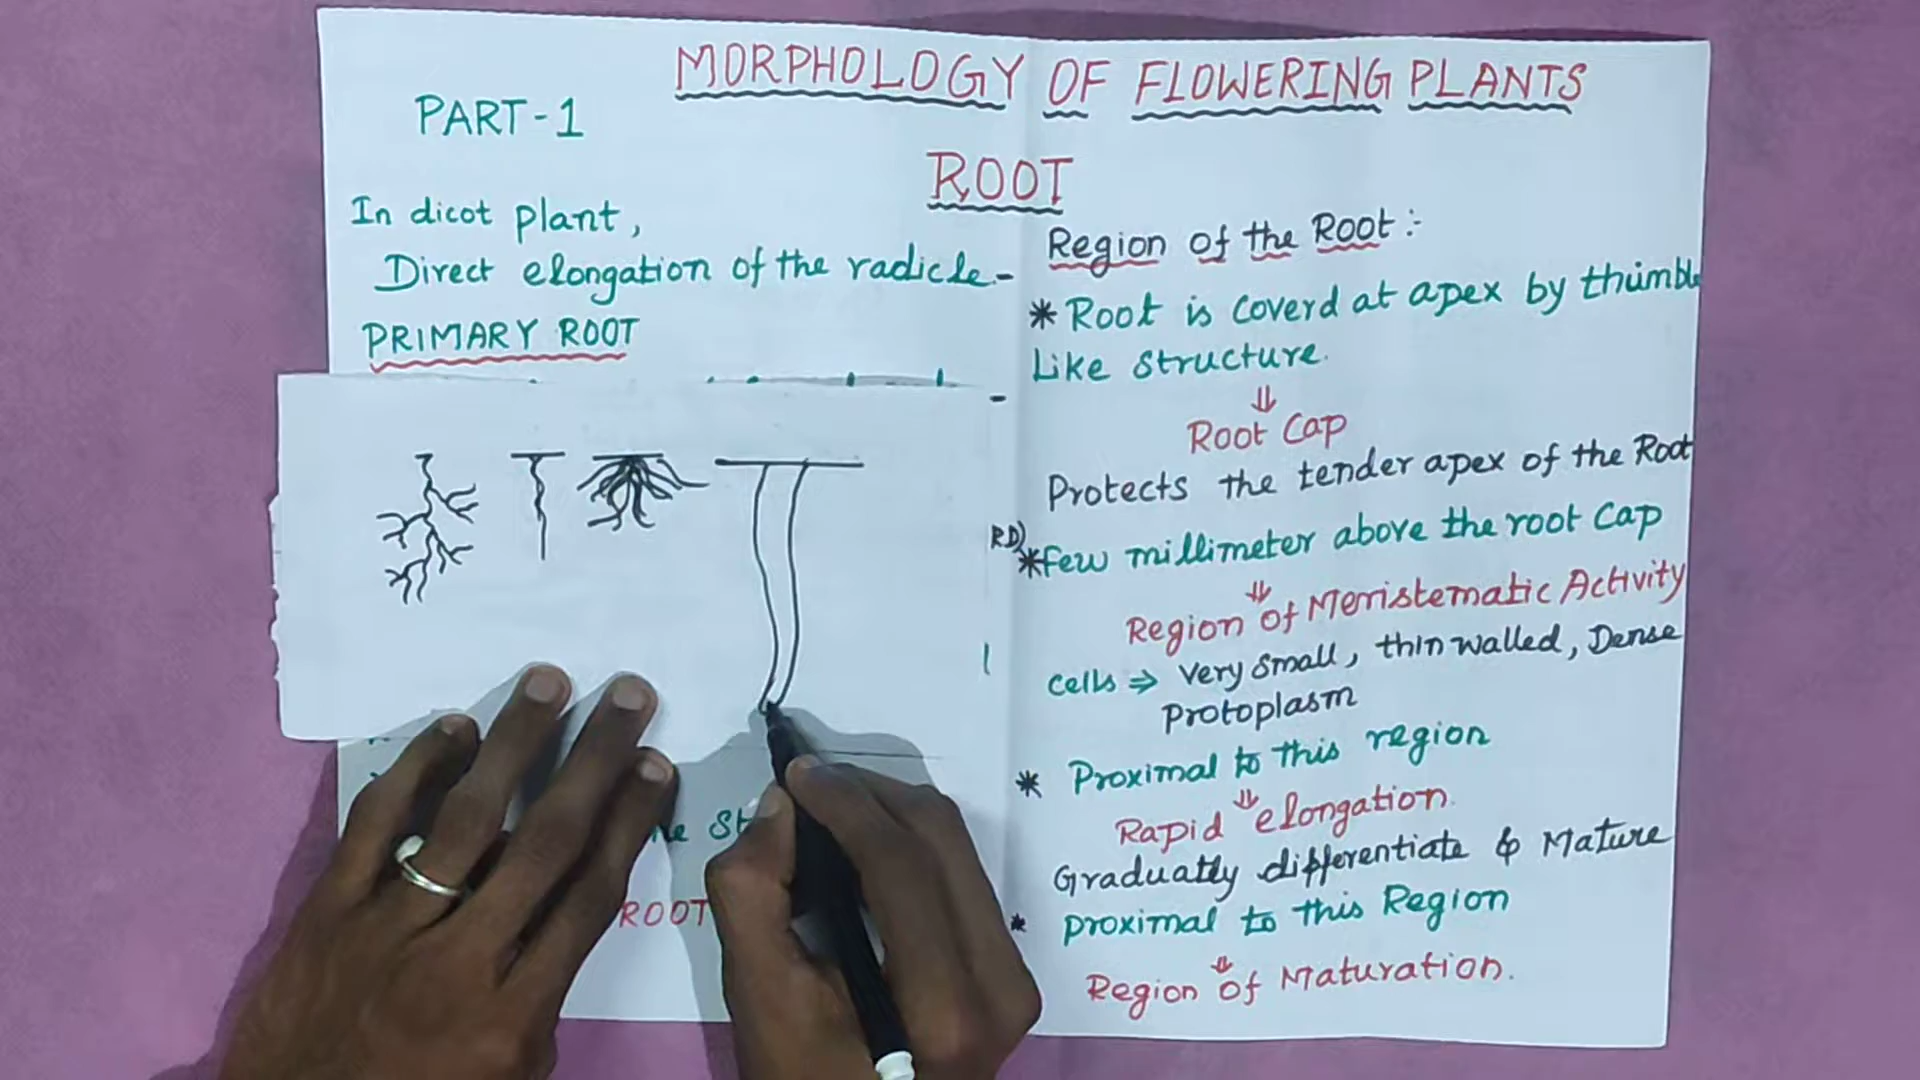 MORPHOLOGY OF FLOWERING PLANTS
PART-1
ROOT
In dicot plant,
Direct elongation of the radicle-
PRIMARY ROOT
ROOT
Region of the Root :-
* Root is coverd at apex by thumble
Like structure.
⇓
Root Cap
Protects the tender apex of the Root
RD)
* few millimeter above the root cap
⇓
Region of Meristematic Activity
cells ⇒ Very small, thin walled, Dense
Protoplasm
* Proximal to this region
⇓
Rapid elongation.
Gradually differentiate & Mature
* proximal to this Region
⇓
Region of Maturation.